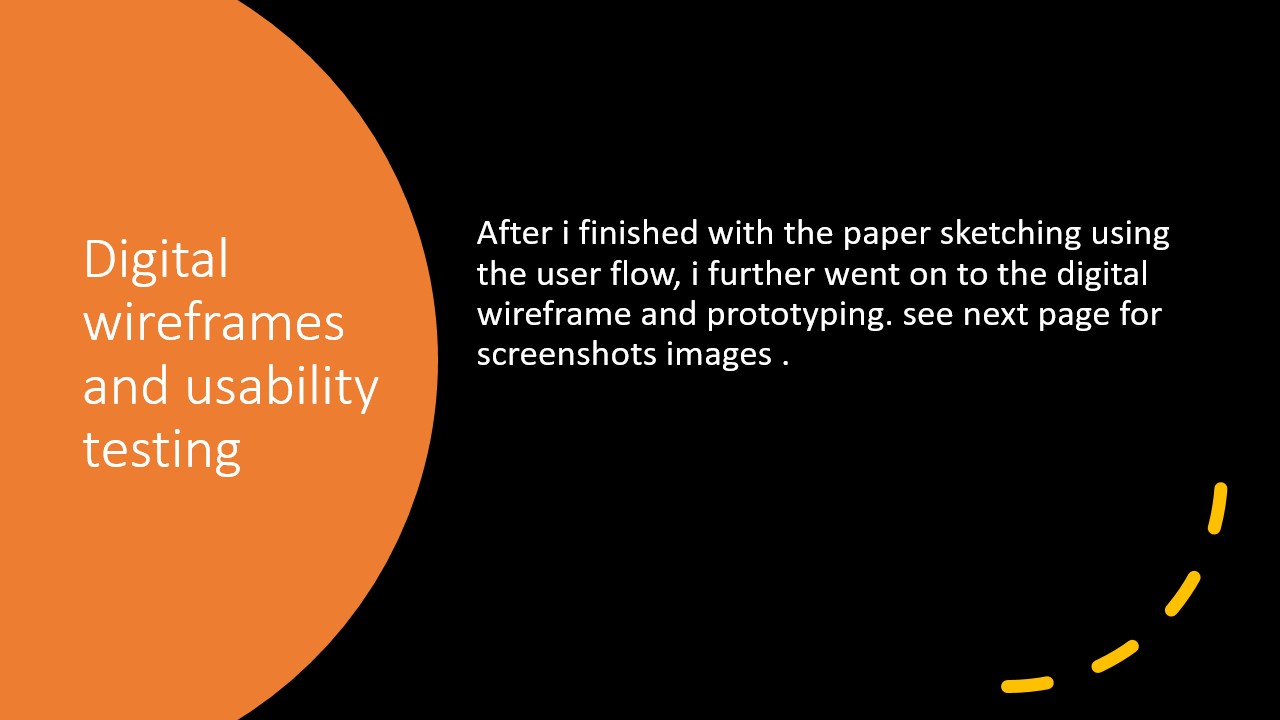 Digital
wireframes
and usability
testing
After i finished with the paper sketching using
the user flow, i further went on to the digital
wireframe and prototyping. see next page for
screenshots images .